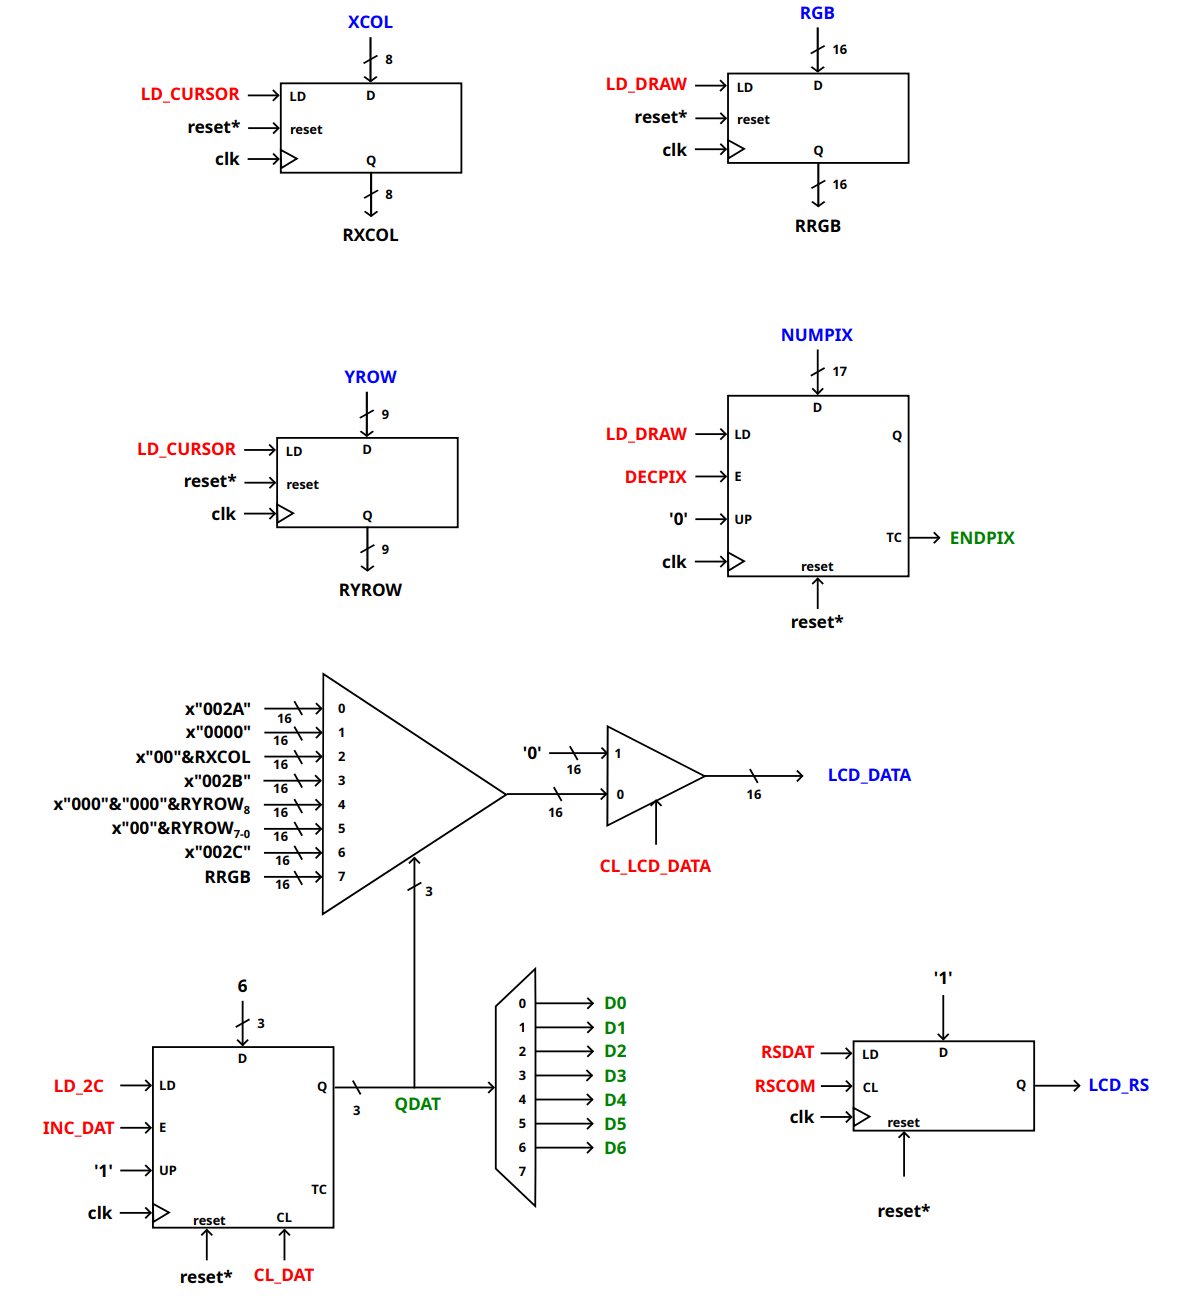 XCOL
8
LD_CURSOR
LD
D
reset*
reset
clk
Q
8
RXCOL
RGB
16
LD_DRAW
LD
D
reset*
reset
clk
Q
16
RRGB
YROW
9
LD_CURSOR
LD
D
reset*
reset
clk
Q
9
RYROW
NUMPIX
17
D
LD_DRAW
LD
Q
DECPIX
E
'0'
UP
TC
ENDPIX
clk
reset
reset*
x"002A"
16
0
x"0000"
16
1
x"00"&RXCOL
16
2
x"002B"
16
3
x"000"&"000"&RYROW8
16
4
x"00"&RYROW7-0
16
5
x"002C"
16
6
RRGB
16
7
3
16
'0'
16
1
0
CL_LCD_DATA
16
LCD_DATA
6
3
D
LD_2C
LD
Q
INC_DAT
E
'1'
UP
TC
clk
reset
CL
reset*
CL_DAT
3
QDAT
0
D0
1
D1
2
D2
3
D3
4
D4
5
D5
6
D6
7
'1'
RSDAT
LD
D
RSCOM
CL
Q
LCD_RS
clk
reset
reset*